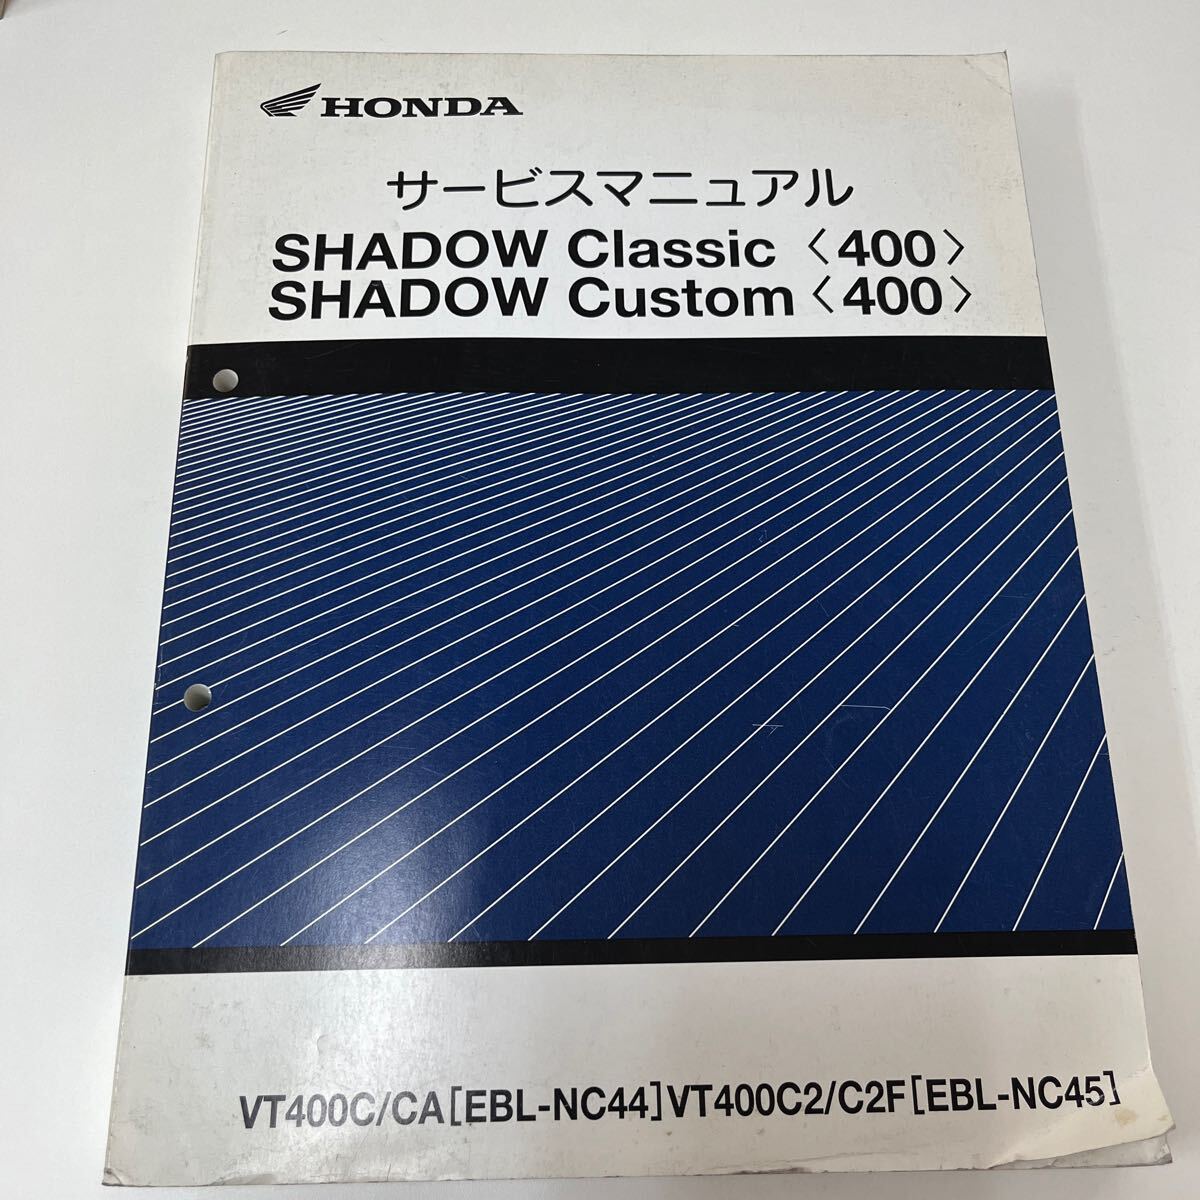 HONDA
サービスマニュアル
SHADOW Classic 〈400〉
SHADOW Custom 〈400〉
VT400C/CA[EBL-NC44]VT400C2/C2F[EBL-NC45]